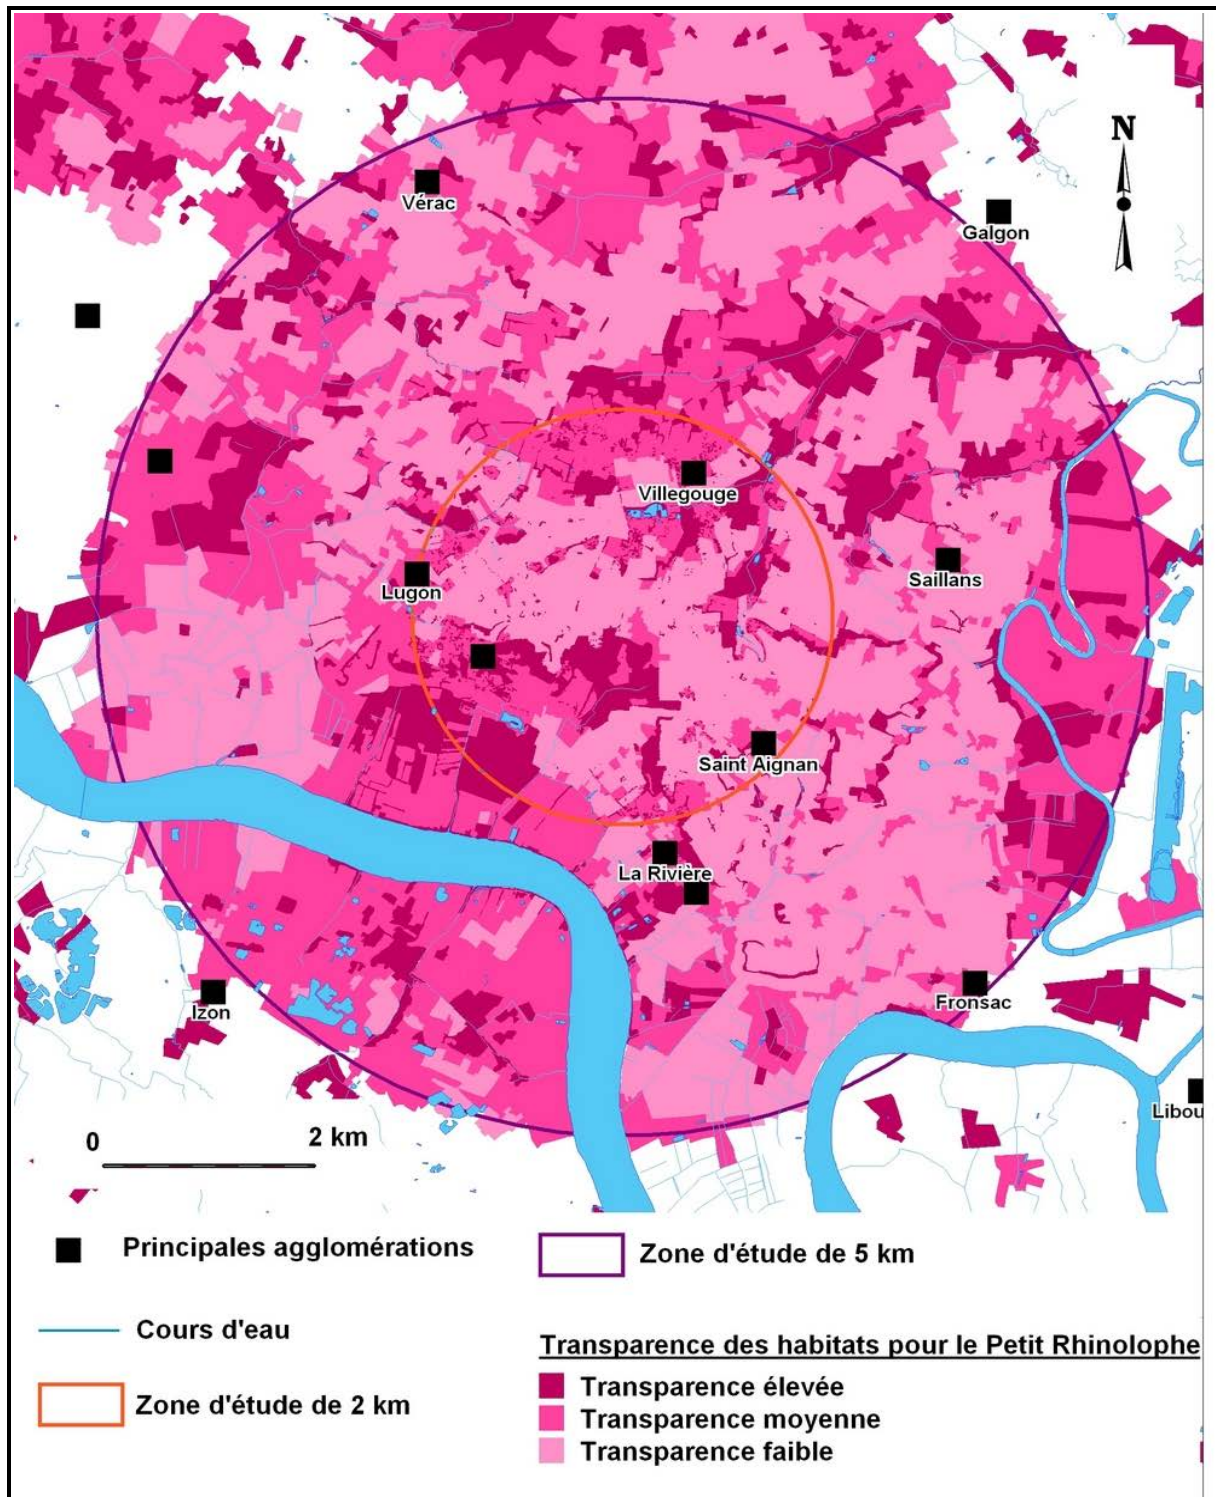 N
Vérac
Galgon
Villegouge
Saillans
Lugon
Saint Aignan
La Rivière
Izon
Fronsac
Libou
0
2 km
Principales agglomérations
Zone d'étude de 5 km
Cours d'eau
Transparence des habitats pour le Petit Rhinolophe
Zone d'étude de 2 km
Transparence élevée
Transparence moyenne
Transparence faible